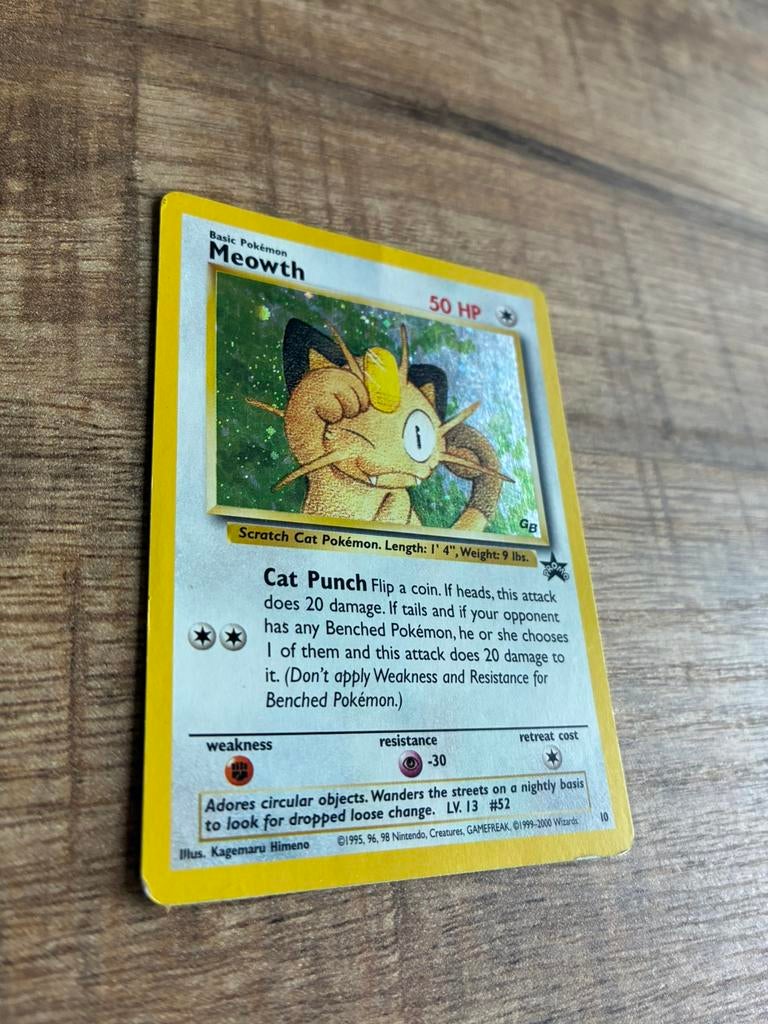 Basic Pokémon
Meowth
50 HP
GB
Scratch Cat Pokémon. Length: 1' 4", Weight: 9 lbs.
PROMO
Cat Punch Flip a coin. If heads, this attack
does 20 damage. If tails and if your opponent
has any Benched Pokémon, he or she chooses
1 of them and this attack does 20 damage to
it. (Don't apply Weakness and Resistance for
Benched Pokémon.)
weakness
resistance
retreat cost
-30
Adores circular objects. Wanders the streets on a nightly basis
to look for dropped loose change. LV. 13 #52
Illus. Kagemaru Himeno
©1995, 96, 98 Nintendo, Creatures, GAMEFREAK. ©1999-2000 Wizards.
10